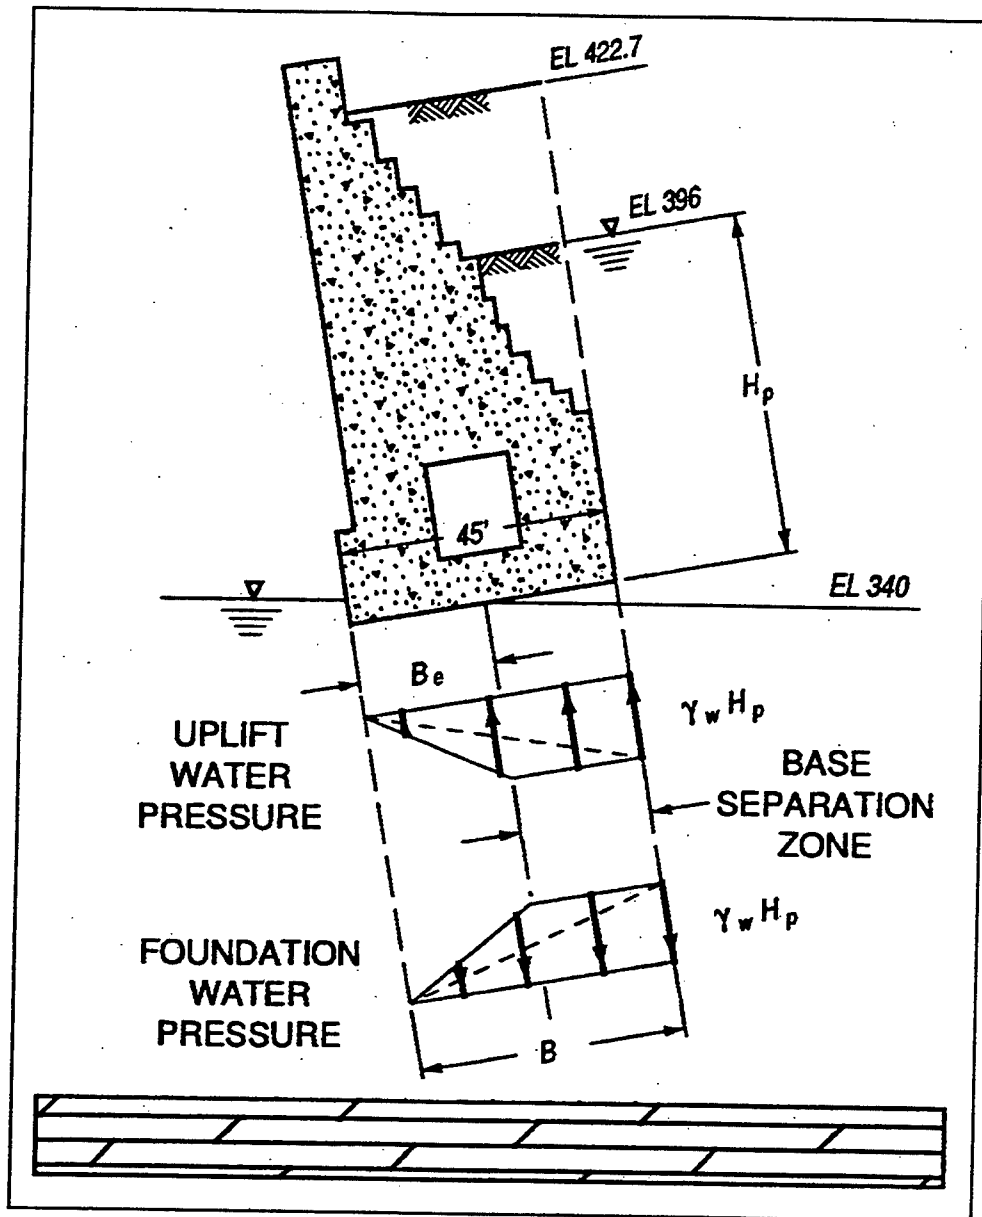 EL 422.7
EL 396
Hp
45'
EL 340
Be
γw Hp
UPLIFT
WATER
PRESSURE
BASE
SEPARATION
ZONE
γw Hp
FOUNDATION
WATER
PRESSURE
B